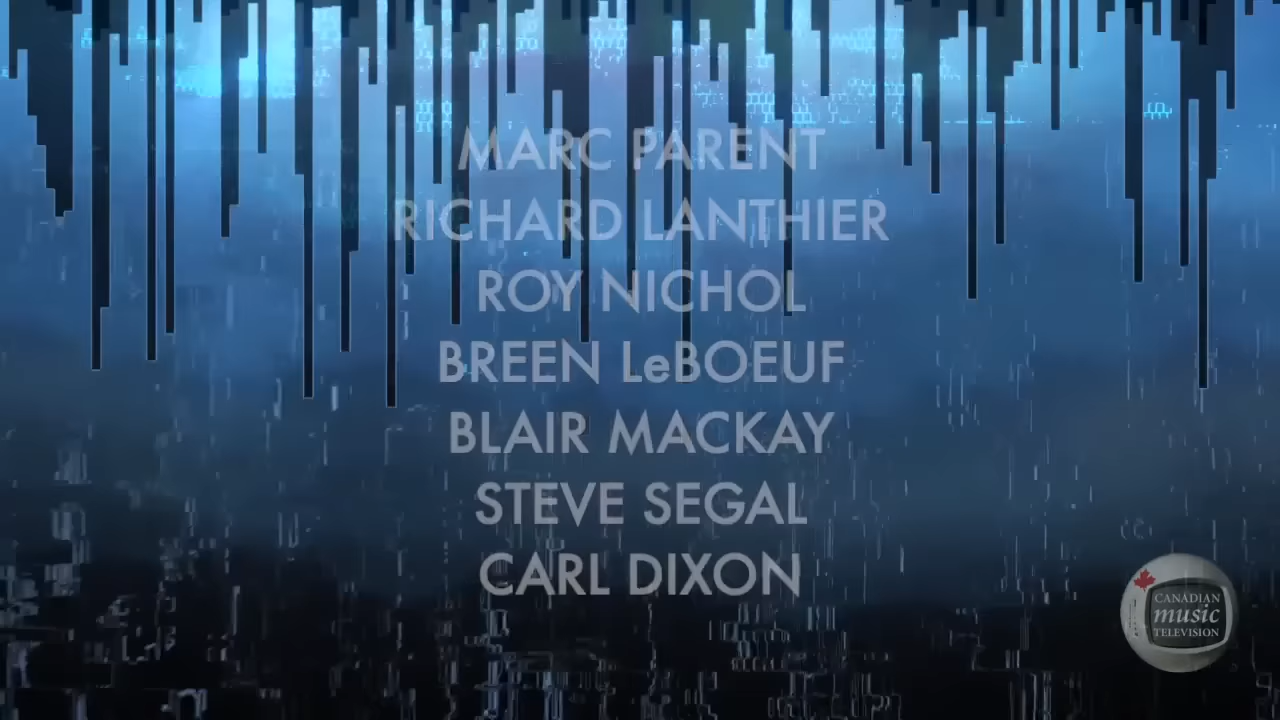 MARC PARENT
RICHARD LANTHIER
ROY NICHOL
BREEN LeBOEUF
BLAIR MACKAY
STEVE SEGAL
CARL DIXON
CANADIAN
music
TELEVISION